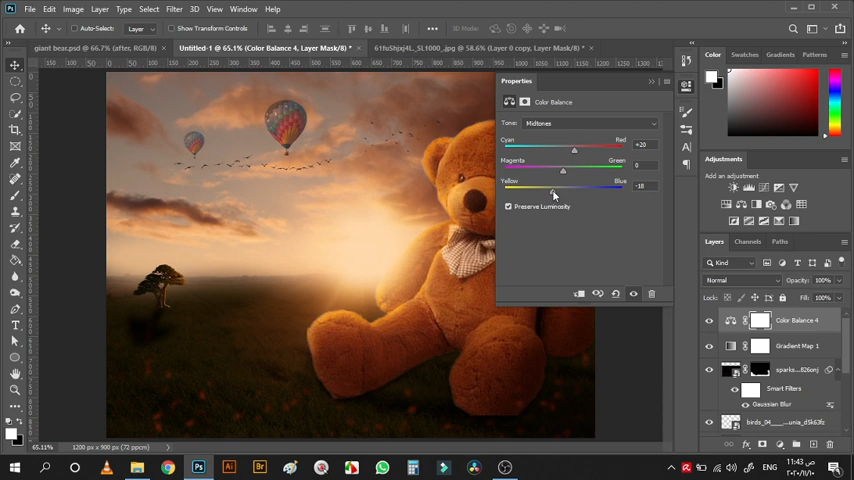 File Edit Image Layer Type Select Filter 3D View Window Help
Auto-Select: Layer Show Transform Controls 3D Mode:
giant bear.psd @ 66.7% (after, RGB/8) × Untitled-1 @ 65.1% (Color Balance 4, Layer Mask/8) * × 61fuShjxj4L_SL1000_.jpg @ 58.6% (Layer 0 copy, Layer Mask/8) * ×
Properties
Color Balance
Tone: Midtones
Cyan Red +20
Magenta Green 0
Yellow Blue -18
Preserve Luminosity
Color Swatches Gradients Patterns
Adjustments
Add an adjustment
Layers Channels Paths
Kind
Normal Opacity: 100%
Lock: Fill: 100%
Color Balance 4
Gradient Map 1
sparks...826onj
Smart Filters
Gaussian Blur
birds_04____unia_d5k63fz
65.11% 1200 px x 900 px (72 ppcm)
ENG
11:43 ص